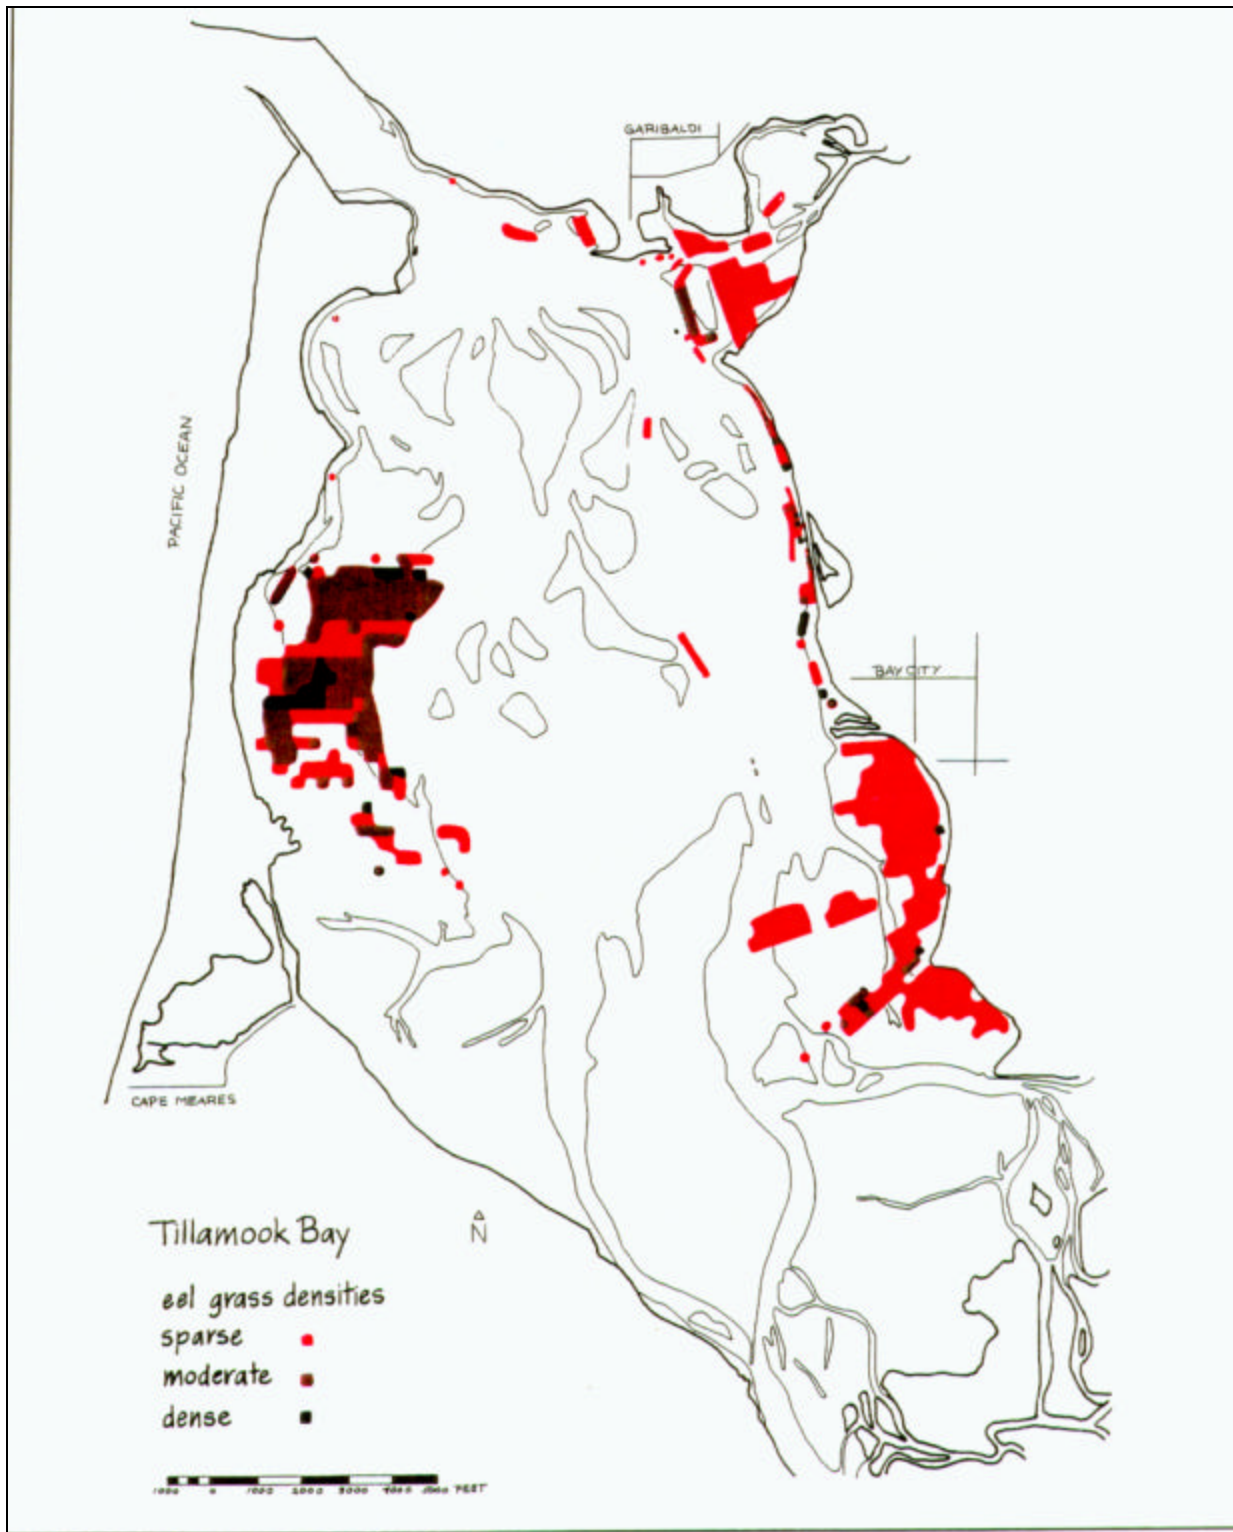 GARIBALDI
PACIFIC OCEAN
BAY CITY
CAPE MEARES
N
Tillamook Bay
eel grass densities
sparse
moderate
dense
1000 0 1000 2000 3000 4000 5000 FEET